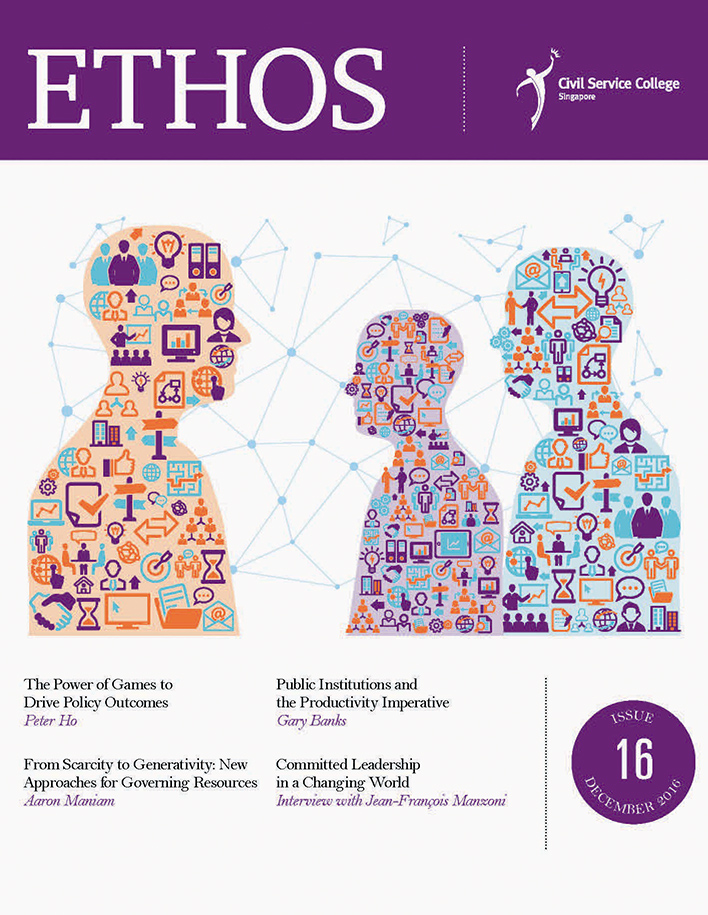 ETHOS
Civil Service College
Singapore
The Power of Games to
Drive Policy Outcomes
Peter Ho
Public Institutions and
the Productivity Imperative
Gary Banks
From Scarcity to Generativity: New
Approaches for Governing Resources
Aaron Maniam
Committed Leadership
in a Changing World
Interview with Jean-François Manzoni
ISSUE
16
DECEMBER 2016